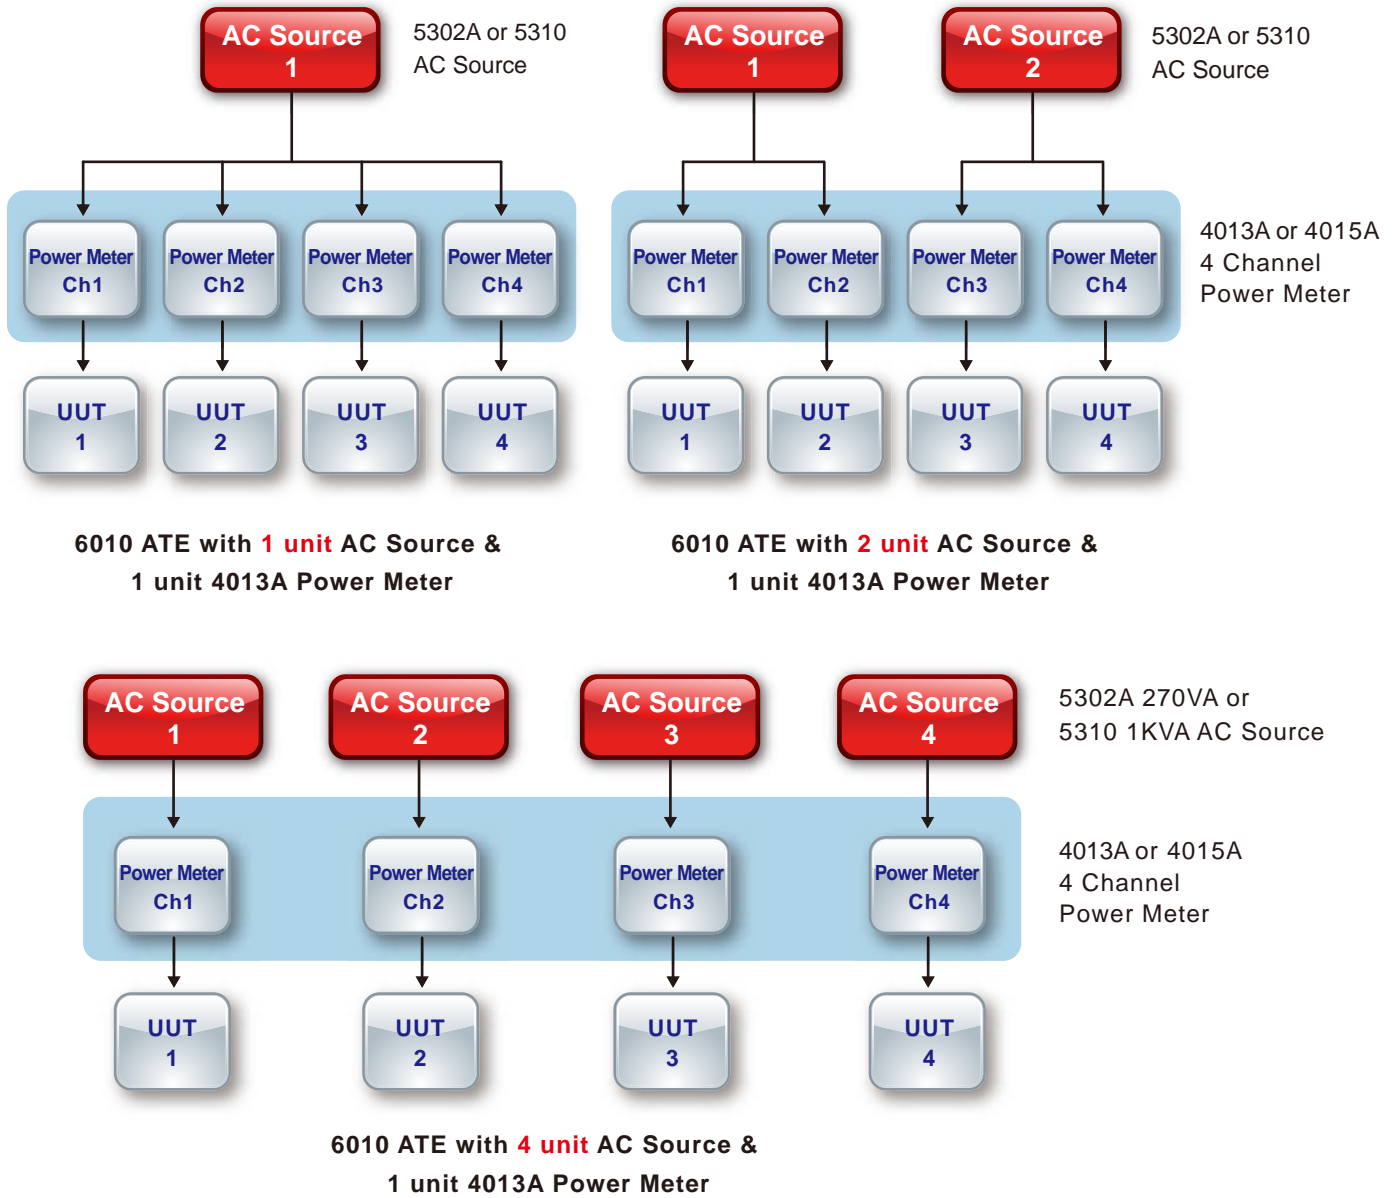 AC Source
1
5302A or 5310
AC Source
Power Meter
Ch1
Power Meter
Ch2
Power Meter
Ch3
Power Meter
Ch4
UUT
1
UUT
2
UUT
3
UUT
4
6010 ATE with 1 unit AC Source &
1 unit 4013A Power Meter
AC Source
1
AC Source
2
5302A or 5310
AC Source
Power Meter
Ch1
Power Meter
Ch2
Power Meter
Ch3
Power Meter
Ch4
4013A or 4015A
4 Channel
Power Meter
UUT
1
UUT
2
UUT
3
UUT
4
6010 ATE with 2 unit AC Source &
1 unit 4013A Power Meter
AC Source
1
AC Source
2
AC Source
3
AC Source
4
5302A 270VA or
5310 1KVA AC Source
Power Meter
Ch1
Power Meter
Ch2
Power Meter
Ch3
Power Meter
Ch4
4013A or 4015A
4 Channel
Power Meter
UUT
1
UUT
2
UUT
3
UUT
4
6010 ATE with 4 unit AC Source &
1 unit 4013A Power Meter